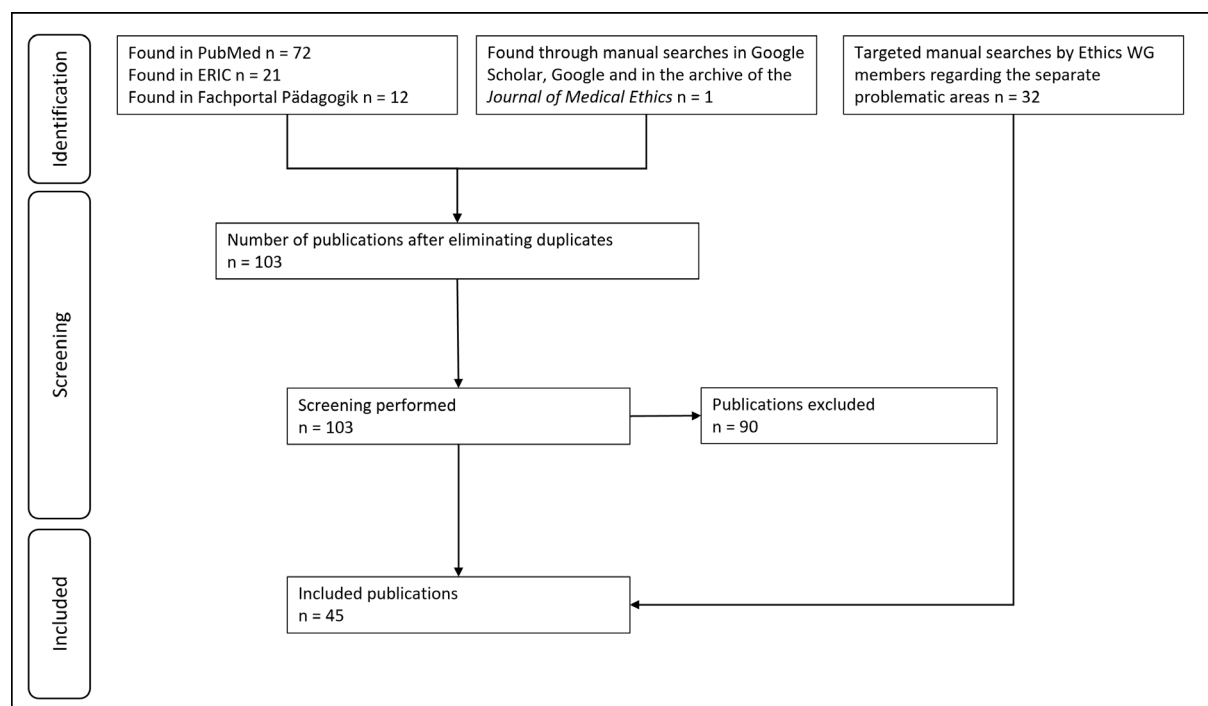 Identification
Found in PubMed n = 72
Found in ERIC n = 21
Found in Fachportal Pädagogik n = 12
Found through manual searches in Google
Scholar, Google and in the archive of the
Journal of Medical Ethics n = 1
Targeted manual searches by Ethics WG
members regarding the separate
problematic areas n = 32
Screening
Number of publications after eliminating duplicates
n = 103
Screening performed
n = 103
Publications excluded
n = 90
Included
Included publications
n = 45